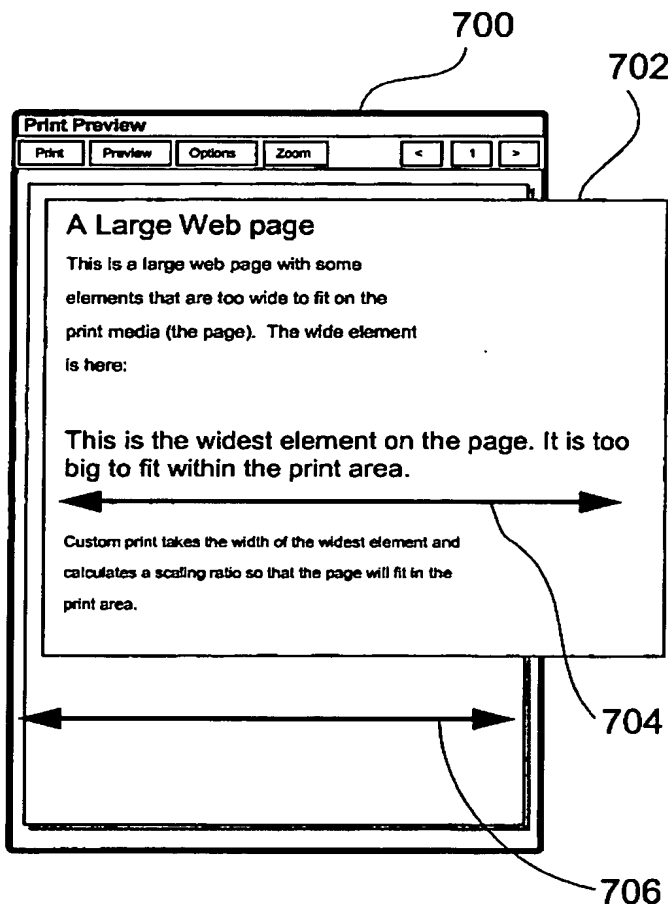 700
702
Print Preview
Print Preview Options Zoom < 1 >
A Large Web page
This is a large web page with some
elements that are too wide to fit on the
print media (the page). The wide element
is here:
This is the widest element on the page. It is too
big to fit within the print area.
Custom print takes the width of the widest element and
calculates a scaling ratio so that the page will fit in the
print area.
704
706